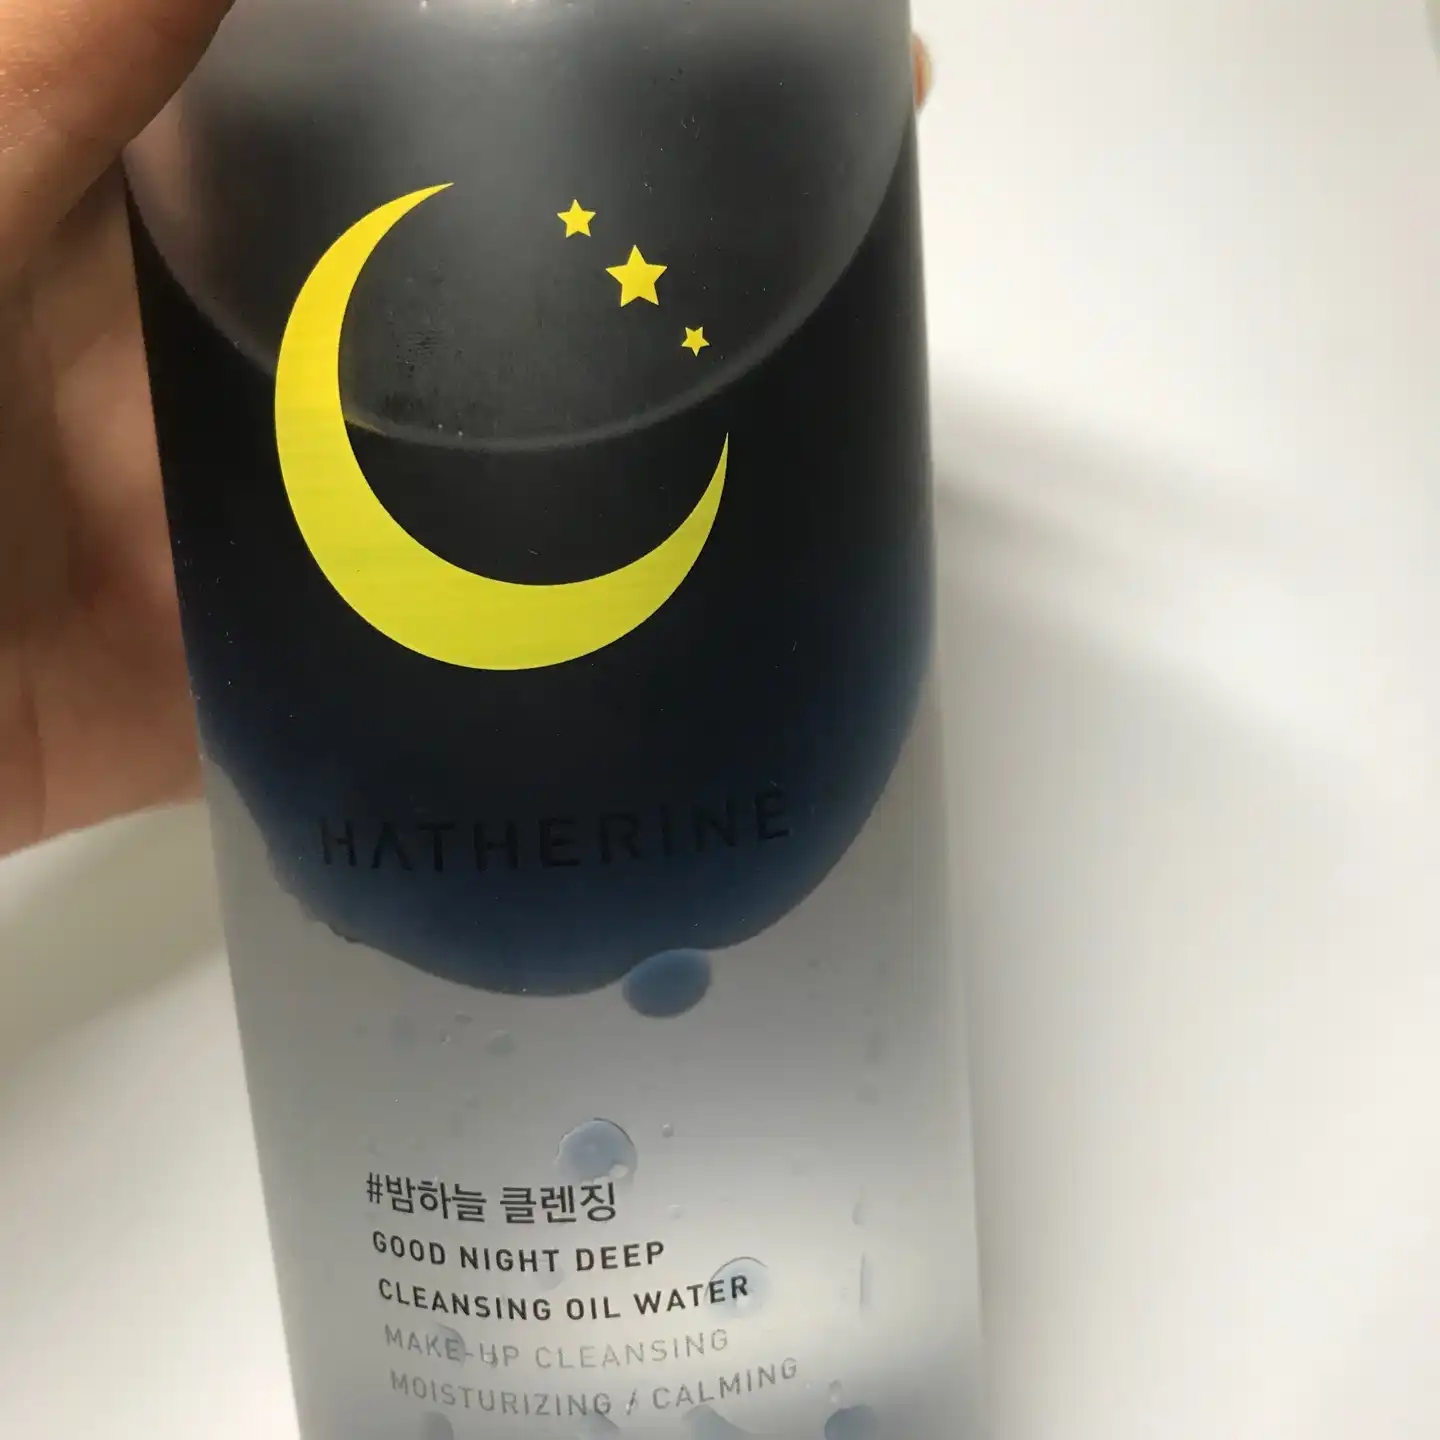 HATHERINE
#밤하늘 클렌징
GOOD NIGHT DEEP
CLEANSING OIL WATER
MAKE-UP CLEANSING
MOISTURIZING / CALMING